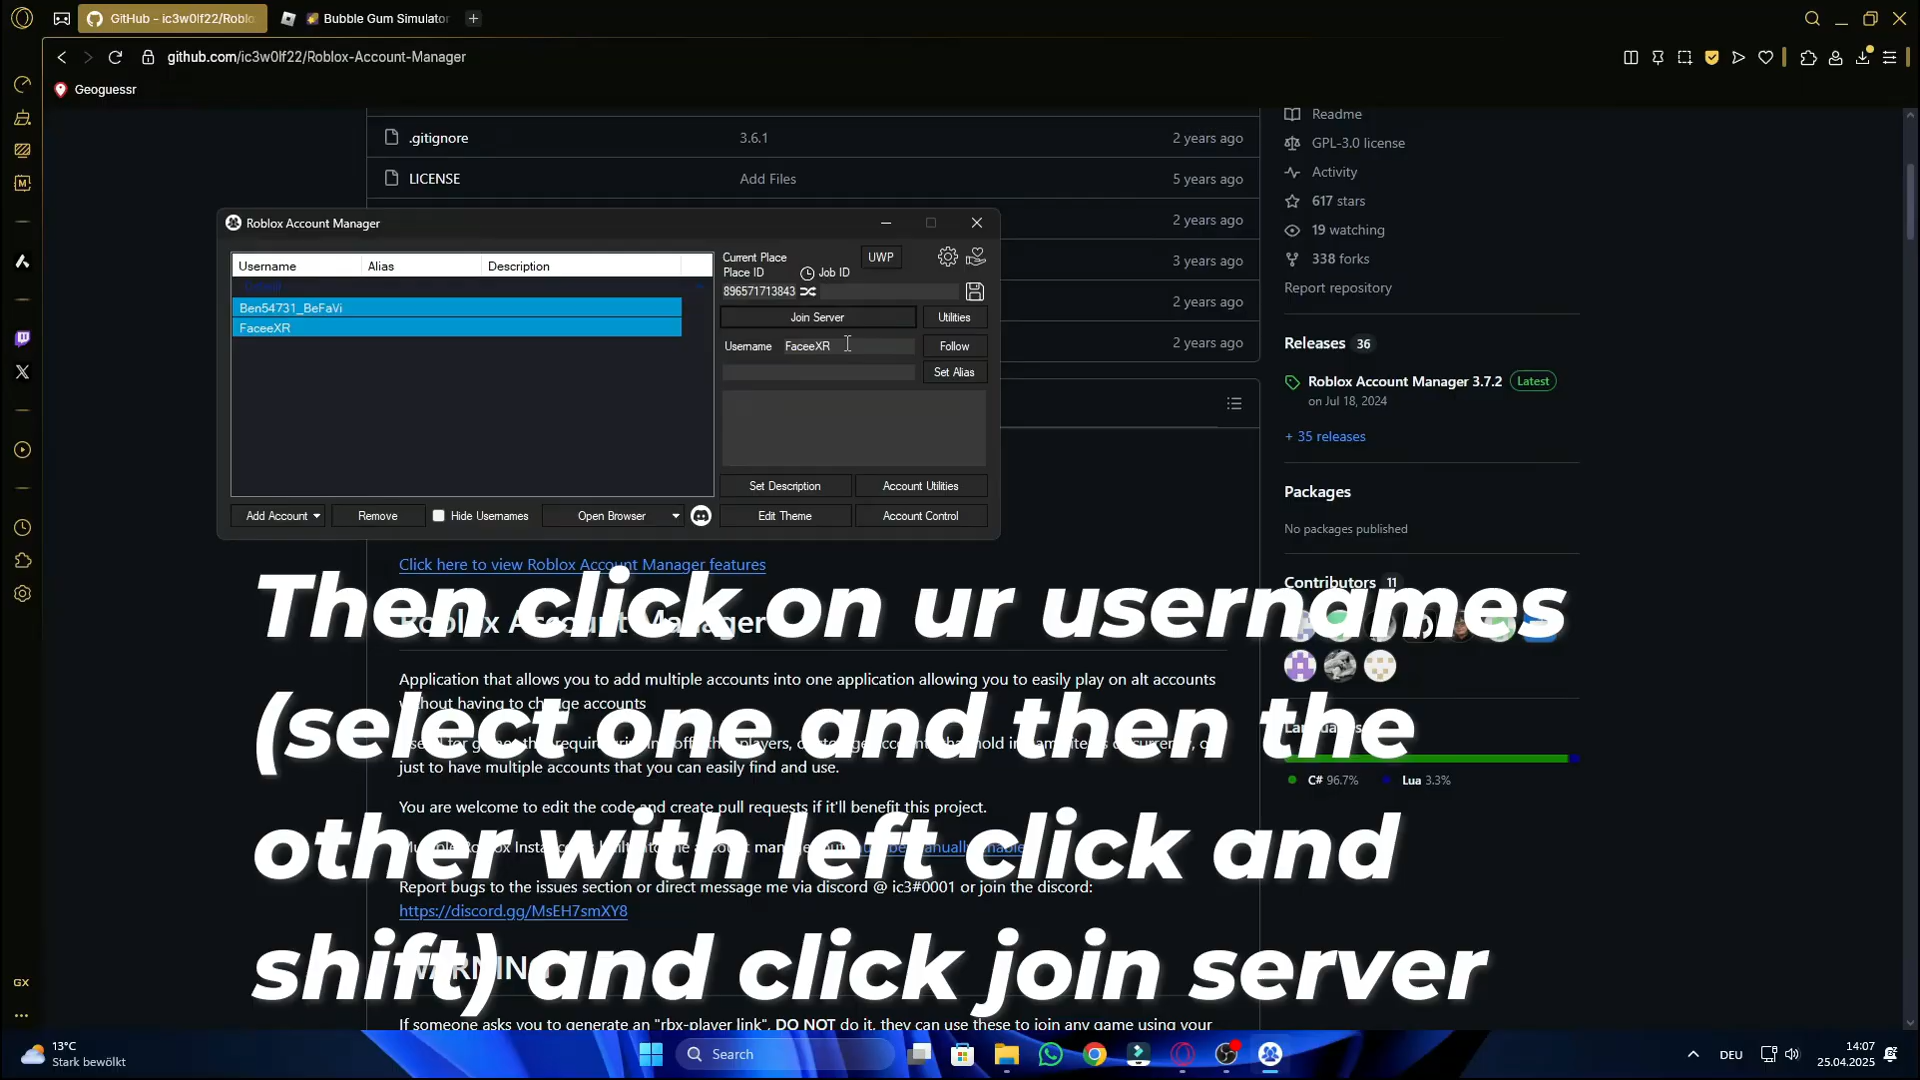 GitHub - ic3w0lf22/Roblo
Bubble Gum Simulator
github.com/ic3w0lf22/Roblox-Account-Manager
Geoguessr
.gitignore 3.6.1 2 years ago
LICENSE Add Files 5 years ago
2 years ago
3 years ago
2 years ago
2 years ago
Readme
GPL-3.0 license
Activity
617 stars
19 watching
338 forks
Report repository
Releases 36
Roblox Account Manager 3.7.2 Latest
on Jul 18, 2024
+ 35 releases
Packages
No packages published
Contributors 11
C# 96.7% Lua 3.3%
Roblox Account Manager
Username Alias Description
Default
Ben54731_BeFaVi
FaceeXR
Current Place
Place ID Job ID
UWP
896571713843
Join Server Utilities
Username FaceeXR Follow
Set Alias
Set Description Account Utilities
Add Account Remove Hide Usernames Open Browser Edit Theme Account Control
Click here to view Roblox Account Manager features
Then click on ur usernames
(select one and then the
other with left click and
shift) and click join server
Roblox Account Manager
Application that allows you to add multiple accounts into one application allowing you to easily play on alt accounts
without having to change accounts
just to have multiple accounts that you can easily find and use.
You are welcome to edit the code and create pull requests if it'll benefit this project.
Report bugs to the issues section or direct message me via discord @ ic3#0001 or join the discord:
https://discord.gg/MsEH7smXY8
WARNING
If someone asks you to generate an "rbx-player link", DO NOT do it, they can use these to join any game using your
GX
13°C
Stark bewölkt
Search
DEU
14:07
25.04.2025